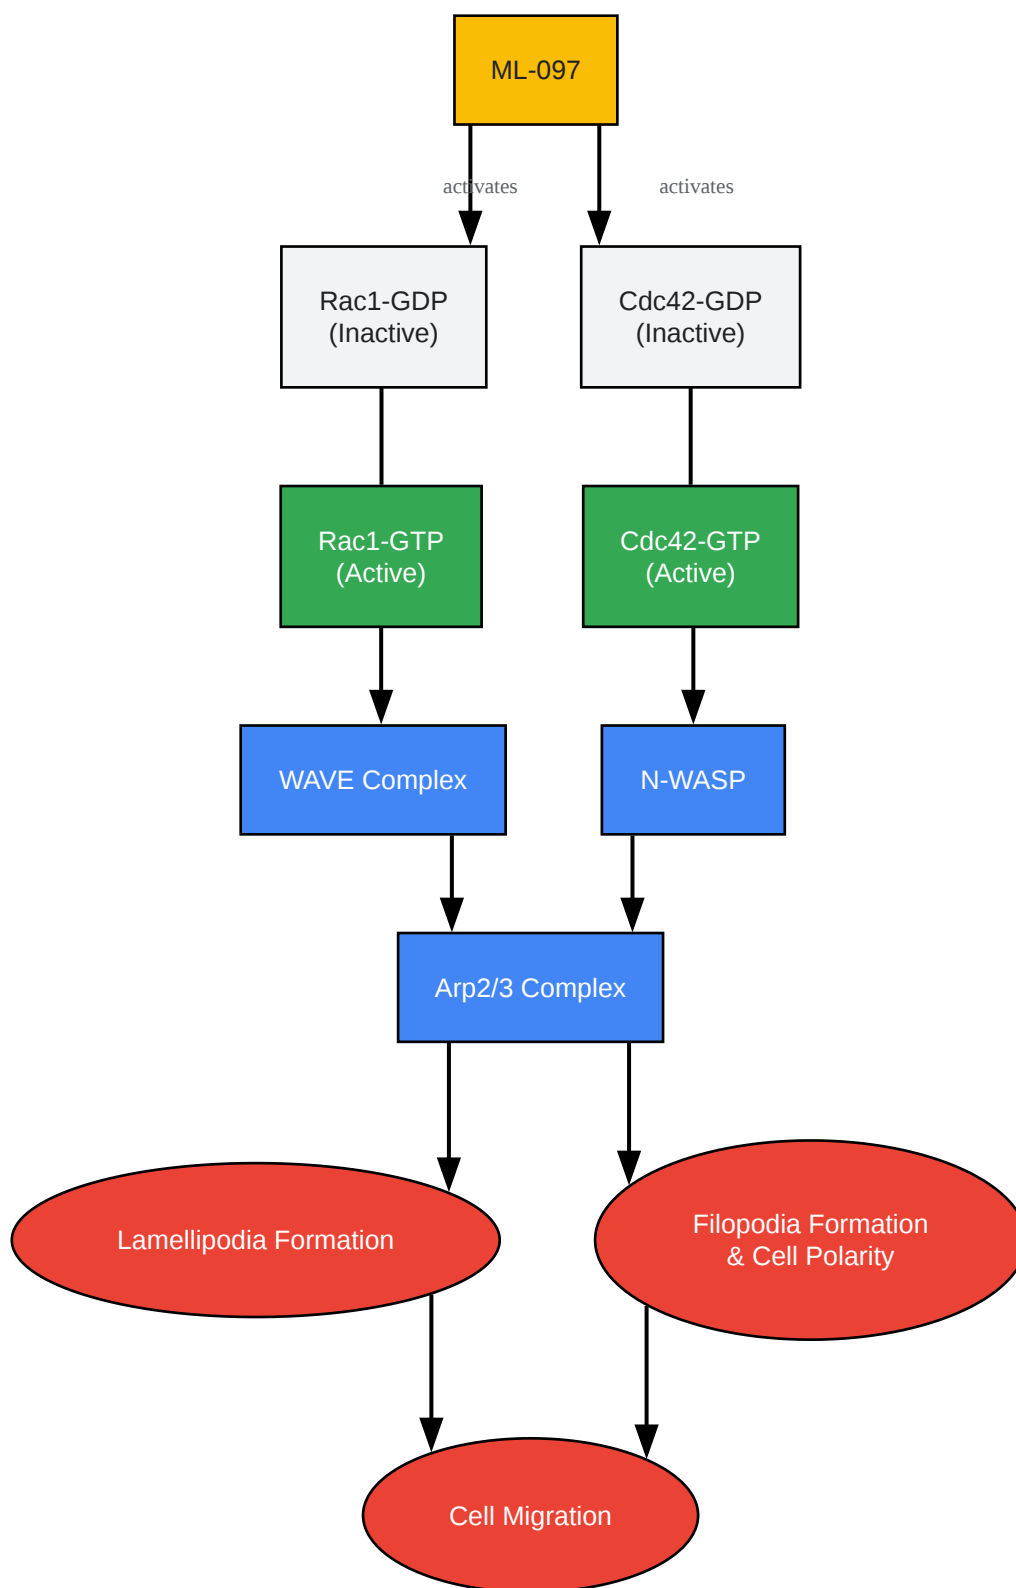 ML-097
activates
activates
Rac1-GDP
(Inactive)
Cdc42-GDP
(Inactive)
Rac1-GTP
(Active)
Cdc42-GTP
(Active)
WAVE Complex
N-WASP
Arp2/3 Complex
Lamellipodia Formation
Filopodia Formation
& Cell Polarity
Cell Migration